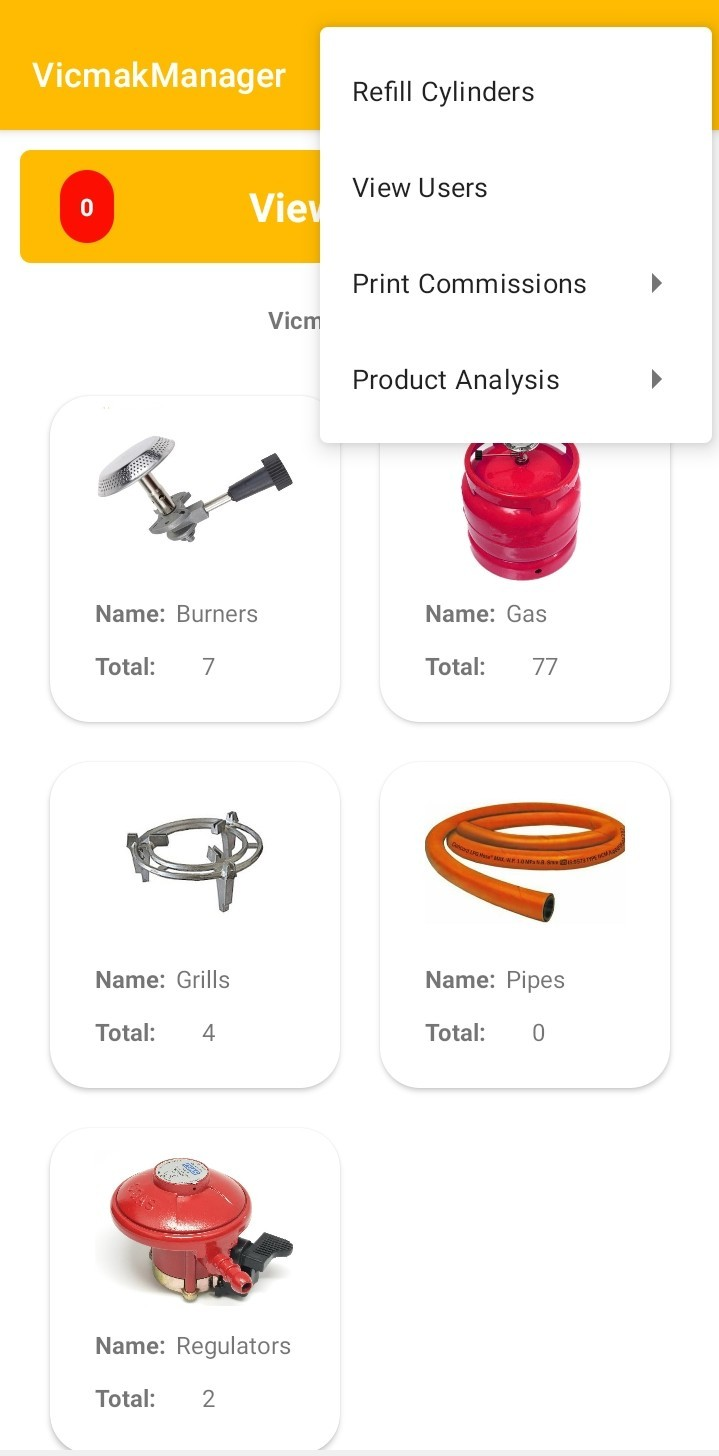 VicmakManager
Refill Cylinders
View Users
Print Commissions
Product Analysis
0
Name: Burners
Total: 7
Name: Gas
Total: 77
Name: Grills
Total: 4
Name: Pipes
Total: 0
Name: Regulators
Total: 2